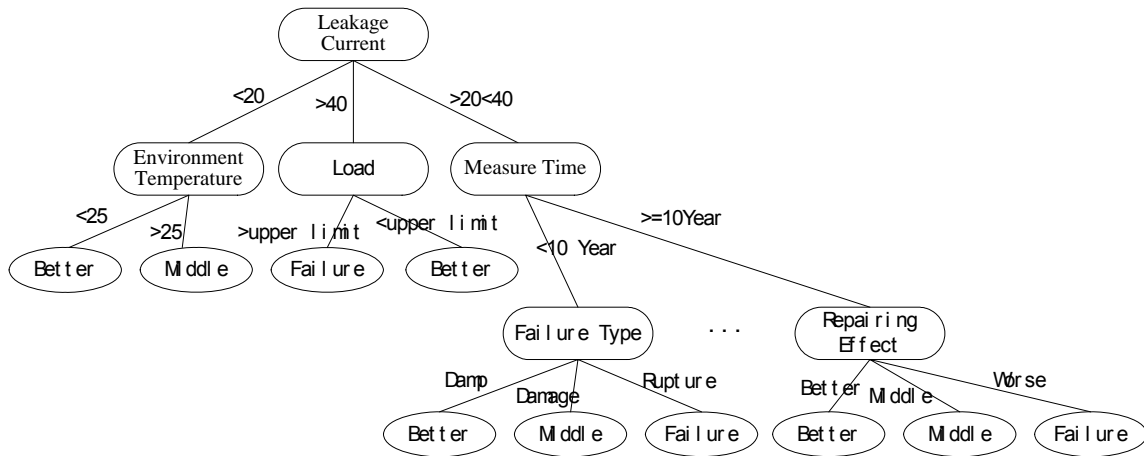 Leakage
Current
<20
>40
>20<40
Environment
Temperature
Load
Measure Time
<25
>25
>upper limit
<upper limit
<10 Year
>=10Year
Better
Middle
Failure
Better
Failure Type
...
Repairing
Effect
Damp
Damage
Rupture
Better
Middle
Worse
Better
Middle
Failure
Better
Middle
Failure